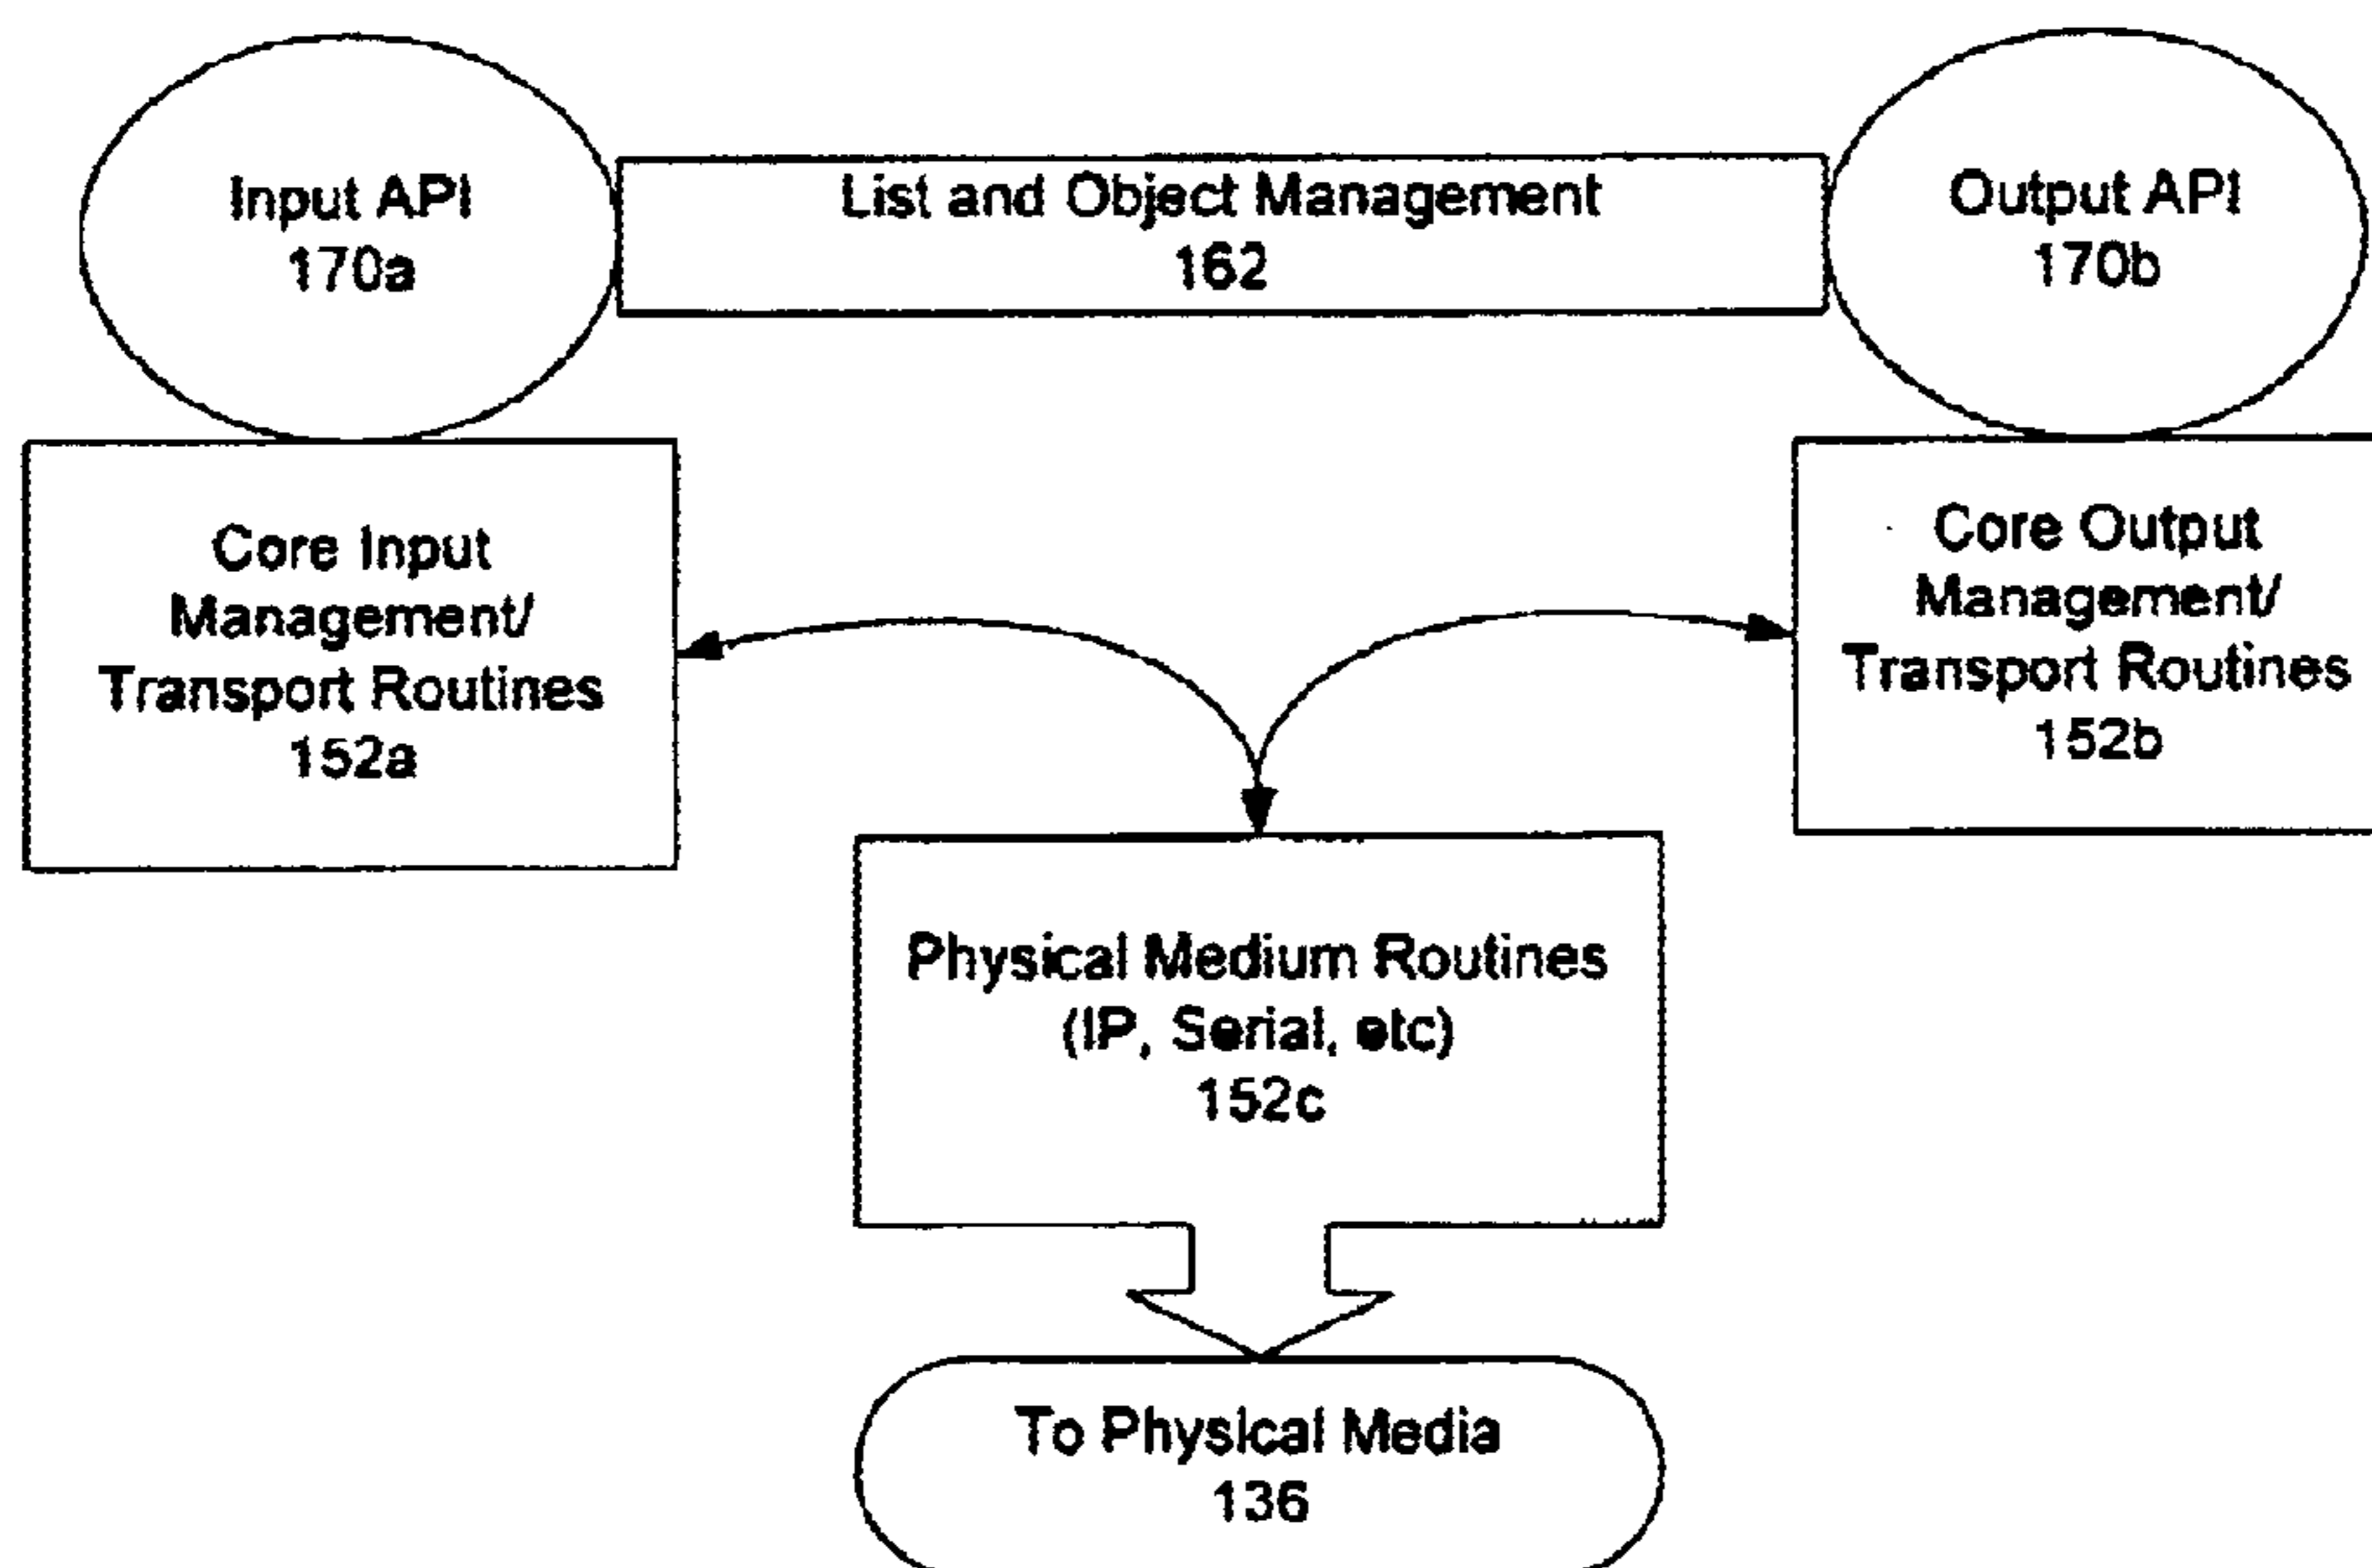 Input API
170a
List and Object Management
162
Output API
170b
Core Input
Management/
Transport Routines
152a
Core Output
Management/
Transport Routines
152b
Physical Medium Routines
(IP, Serial, etc)
152c
To Physical Media
136